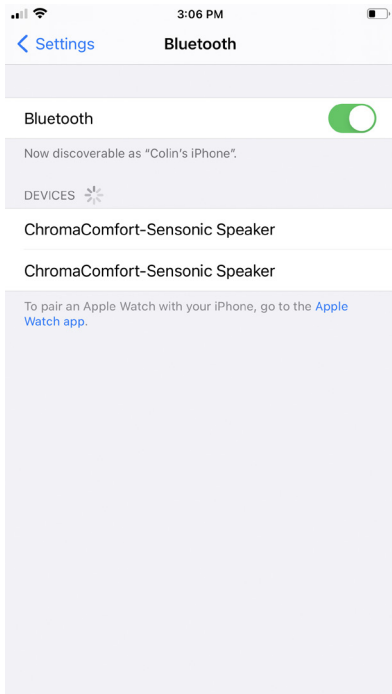 3:06 PM
Settings
Bluetooth
Bluetooth
Now discoverable as “Colin’s iPhone”.
DEVICES
ChromaComfort-Sensonic Speaker
ChromaComfort-Sensonic Speaker
To pair an Apple Watch with your iPhone, go to the Apple
Watch app.